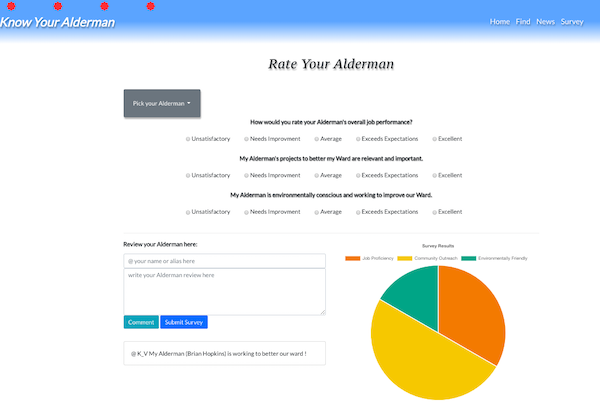 Know Your Alderman
Home Find News Survey
Rate Your Alderman
Pick your Alderman
How would you rate your Alderman's overall job performance?
Unsatisfactory Needs Improvment Average Exceeds Expectations Excellent
My Alderman's projects to better my Ward are relevant and important.
Unsatisfactory Needs Improvment Average Exceeds Expectations Excellent
My Alderman is environmentally conscious and working to improve our Ward.
Unsatisfactory Needs Improvment Average Exceeds Expectations Excellent
Review your Alderman here:
@ your name or alias here
write your Alderman review here
Comment Submit Survey
@ K_V My Alderman (Brian Hopkins) is working to better our ward !
Survey Results
Job Proficiency Community Outreach Environmentally Friendly